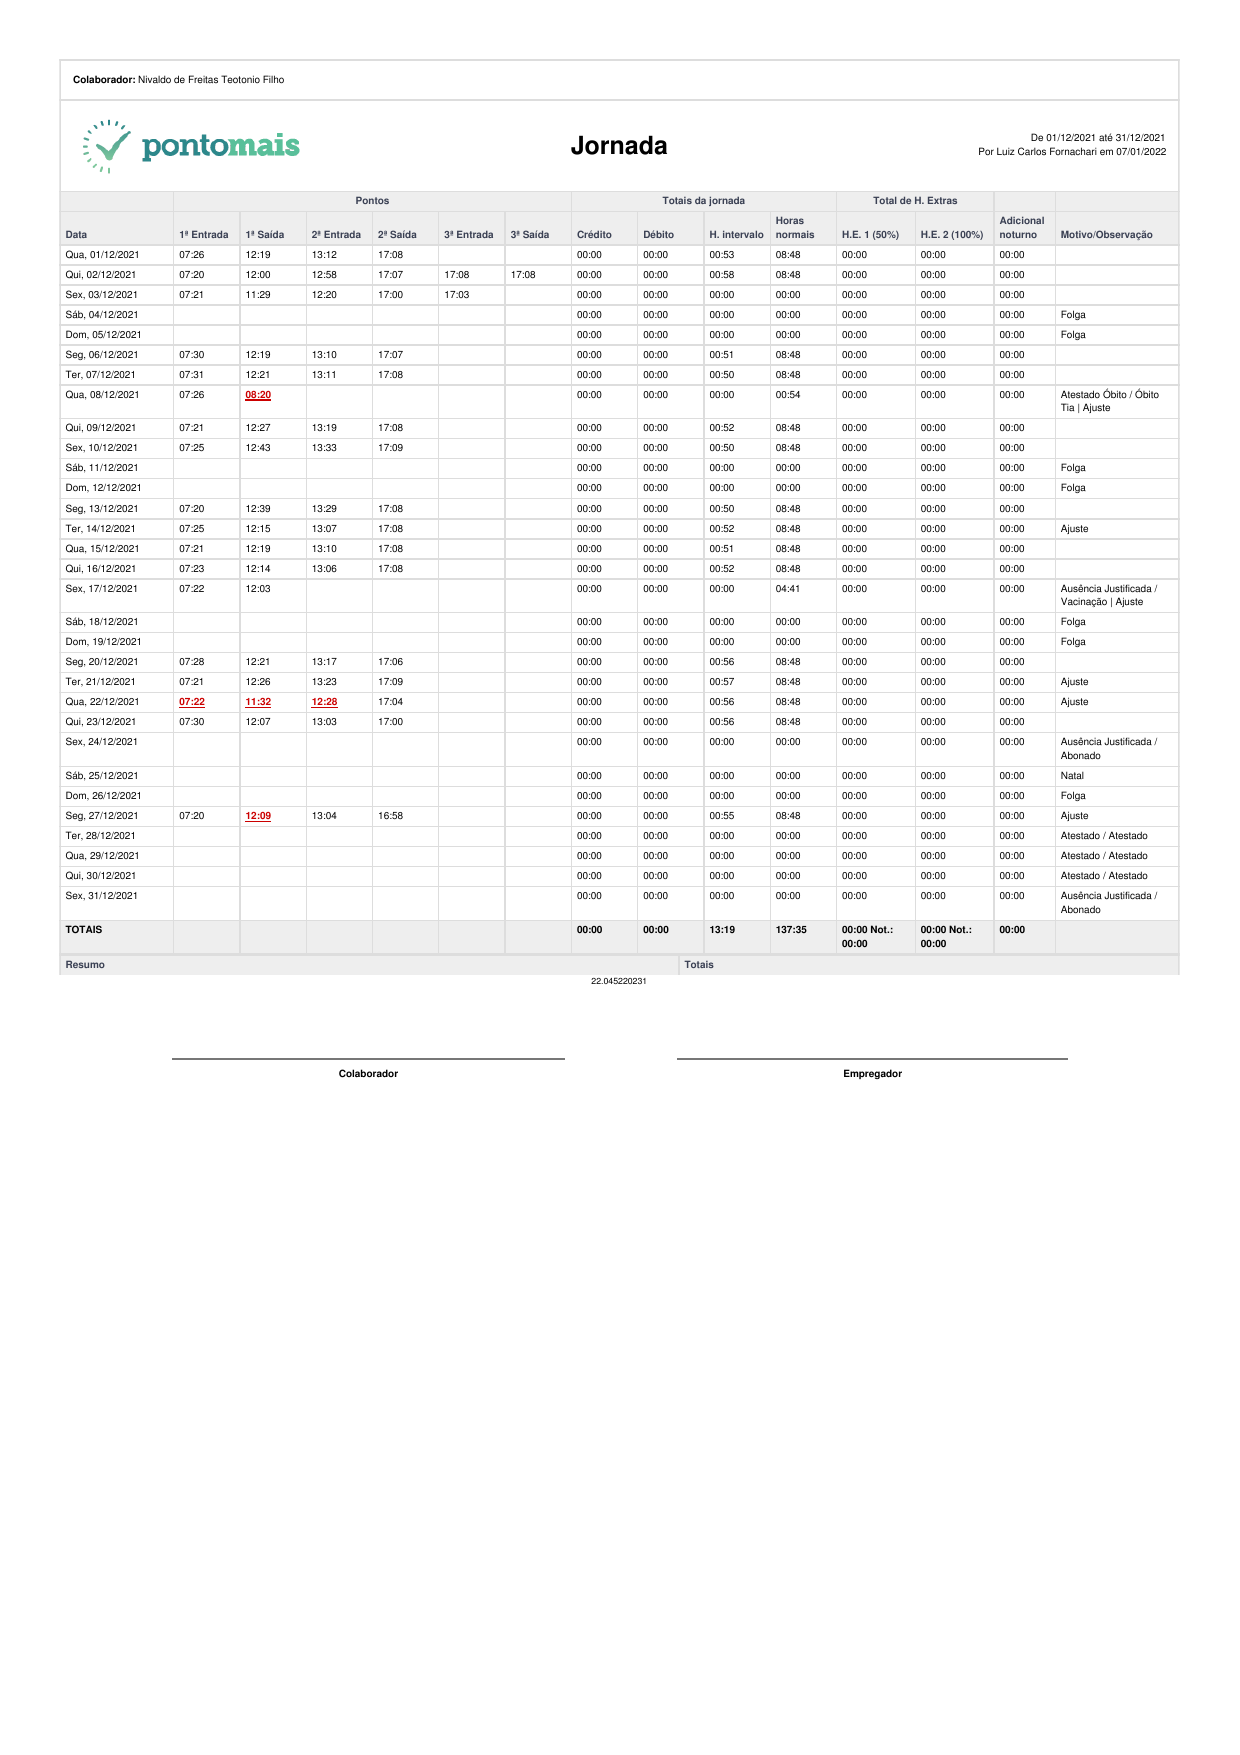 Colaborador: Nivaldo de Freitas Teotonio Filho
pontomais
Jornada
De 01/12/2021 até 31/12/2021
Por Luiz Carlos Fornachari em 07/01/2022
Pontos Totais da jornada Total de H. Extras
Data 1ª Entrada 1ª Saída 2ª Entrada 2ª Saída 3ª Entrada 3ª Saída Crédito Débito H. intervalo Horas normais H.E. 1 (50%) H.E. 2 (100%) Adicional noturno Motivo/Observação
Qua, 01/12/2021 07:26 12:19 13:12 17:08 00:00 00:00 00:53 08:48 00:00 00:00 00:00
Qui, 02/12/2021 07:20 12:00 12:58 17:07 17:08 17:08 00:00 00:00 00:58 08:48 00:00 00:00 00:00
Sex, 03/12/2021 07:21 11:29 12:20 17:00 17:03 00:00 00:00 00:00 08:48 00:00 00:00 00:00
Sáb, 04/12/2021 00:00 00:00 00:00 00:00 00:00 00:00 00:00 Folga
Dom, 05/12/2021 00:00 00:00 00:00 00:00 00:00 00:00 00:00 Folga
Seg, 06/12/2021 07:30 12:19 13:10 17:07 00:00 00:00 00:51 08:48 00:00 00:00 00:00
Ter, 07/12/2021 07:31 12:21 13:11 17:08 00:00 00:00 00:50 08:48 00:00 00:00 00:00
Qua, 08/12/2021 07:26 08:20 00:00 00:00 00:00 00:54 00:00 00:00 00:00 Atestado Óbito / Óbito
Tia | Ajuste
Qui, 09/12/2021 07:21 12:27 13:19 17:08 00:00 00:00 00:52 08:48 00:00 00:00 00:00
Sex, 10/12/2021 07:25 12:43 13:33 17:09 00:00 00:00 00:50 08:48 00:00 00:00 00:00
Sáb, 11/12/2021 00:00 00:00 00:00 00:00 00:00 00:00 00:00 Folga
Dom, 12/12/2021 00:00 00:00 00:00 00:00 00:00 00:00 00:00 Folga
Seg, 13/12/2021 07:20 12:39 13:29 17:08 00:00 00:00 00:50 08:48 00:00 00:00 00:00
Ter, 14/12/2021 07:25 12:15 13:07 17:08 00:00 00:00 00:52 08:48 00:00 00:00 00:00 Ajuste
Qua, 15/12/2021 07:21 12:19 13:10 17:08 00:00 00:00 00:51 08:48 00:00 00:00 00:00
Qui, 16/12/2021 07:23 12:14 13:06 17:08 00:00 00:00 00:52 08:48 00:00 00:00 00:00
Sex, 17/12/2021 07:22 12:03 00:00 00:00 00:00 04:41 00:00 00:00 00:00 Ausência Justificada /
Vacinação | Ajuste
Sáb, 18/12/2021 00:00 00:00 00:00 00:00 00:00 00:00 00:00 Folga
Dom, 19/12/2021 00:00 00:00 00:00 00:00 00:00 00:00 00:00 Folga
Seg, 20/12/2021 07:28 12:21 13:17 17:06 00:00 00:00 00:56 08:48 00:00 00:00 00:00
Ter, 21/12/2021 07:21 12:26 13:23 17:09 00:00 00:00 00:57 08:48 00:00 00:00 00:00 Ajuste
Qua, 22/12/2021 07:22 11:32 12:28 17:04 00:00 00:00 00:56 08:48 00:00 00:00 00:00 Ajuste
Qui, 23/12/2021 07:30 12:07 13:03 17:00 00:00 00:00 00:56 08:48 00:00 00:00 00:00
Sex, 24/12/2021 00:00 00:00 00:00 00:00 00:00 00:00 00:00 Ausência Justificada /
Abonado
Sáb, 25/12/2021 00:00 00:00 00:00 00:00 00:00 00:00 00:00 Natal
Dom, 26/12/2021 00:00 00:00 00:00 00:00 00:00 00:00 00:00 Folga
Seg, 27/12/2021 07:20 12:09 13:04 16:58 00:00 00:00 00:55 08:48 00:00 00:00 00:00 Ajuste
Ter, 28/12/2021 00:00 00:00 00:00 00:00 00:00 00:00 00:00 Atestado / Atestado
Qua, 29/12/2021 00:00 00:00 00:00 00:00 00:00 00:00 00:00 Atestado / Atestado
Qui, 30/12/2021 00:00 00:00 00:00 00:00 00:00 00:00 00:00 Atestado / Atestado
Sex, 31/12/2021 00:00 00:00 00:00 00:00 00:00 00:00 00:00 Ausência Justificada /
Abonado
TOTAIS 00:00 00:00 13:19 137:35 00:00 Not.: 00:00 Not.: 00:00
00:00 00:00
Resumo Totais
22.045220231
Colaborador Empregador